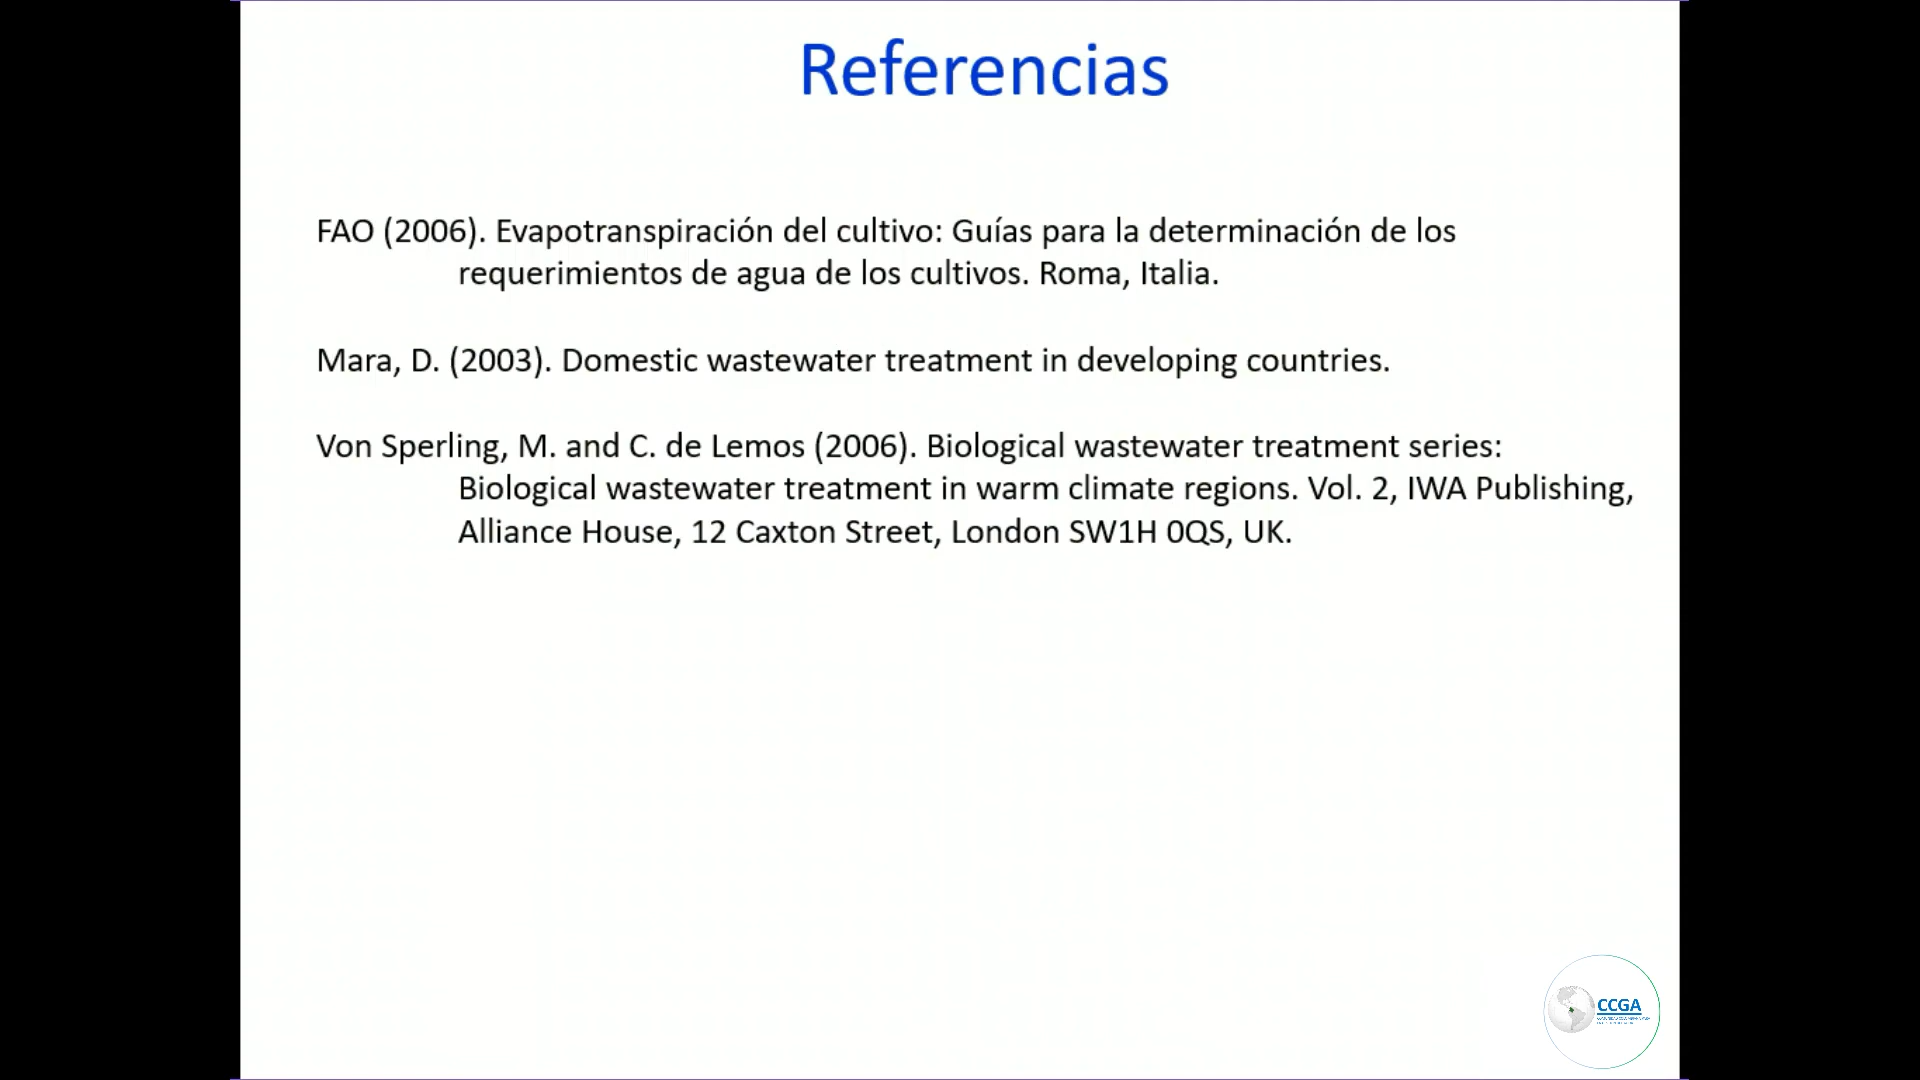 Referencias
FAO (2006). Evapotranspiración del cultivo: Guías para la determinación de los
requerimientos de agua de los cultivos. Roma, Italia.
Mara, D. (2003). Domestic wastewater treatment in developing countries.
Von Sperling, M. and C. de Lemos (2006). Biological wastewater treatment series:
Biological wastewater treatment in warm climate regions. Vol. 2, IWA Publishing,
Alliance House, 12 Caxton Street, London SW1H 0QS, UK.
CCGA